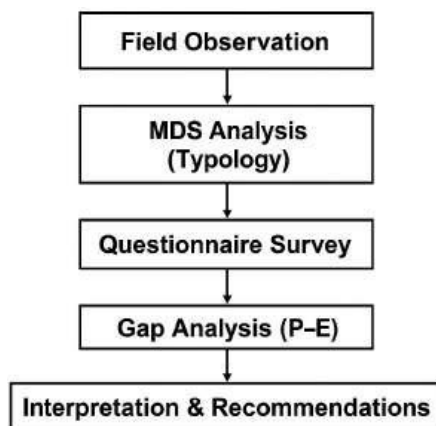 Field Observation
MDS Analysis
(Typology)
Questionnaire Survey
Gap Analysis (P–E)
Interpretation & Recommendations